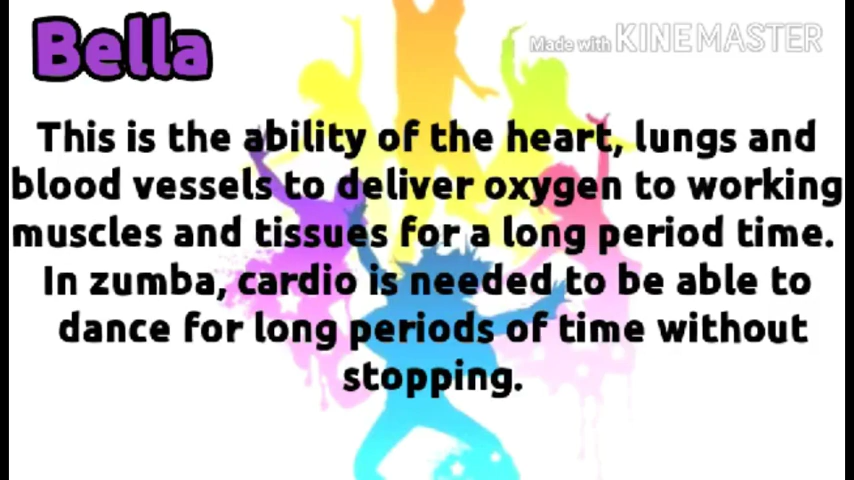 Bella
Made with KINEMASTER
This is the ability of the heart, lungs and
blood vessels to deliver oxygen to working
muscles and tissues for a long period time.
In zumba, cardio is needed to be able to
dance for long periods of time without
stopping.